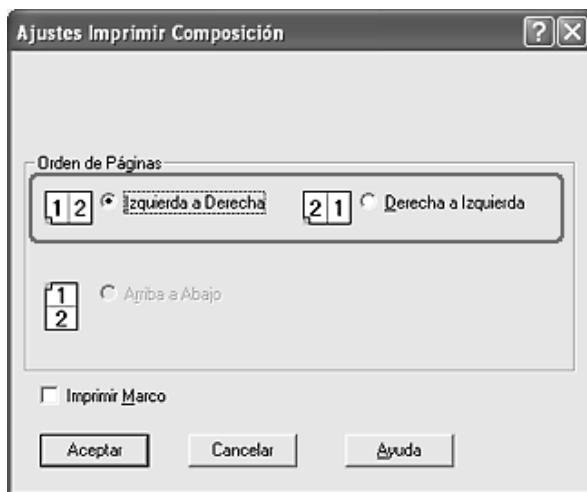 Ajustes Imprimir Composición
Orden de Páginas
1 2 Izquierda a Derecha 2 1 Derecha a Izquierda
1 Arriba a Abajo
2
Imprimir Marco
Aceptar Cancelar Ayuda